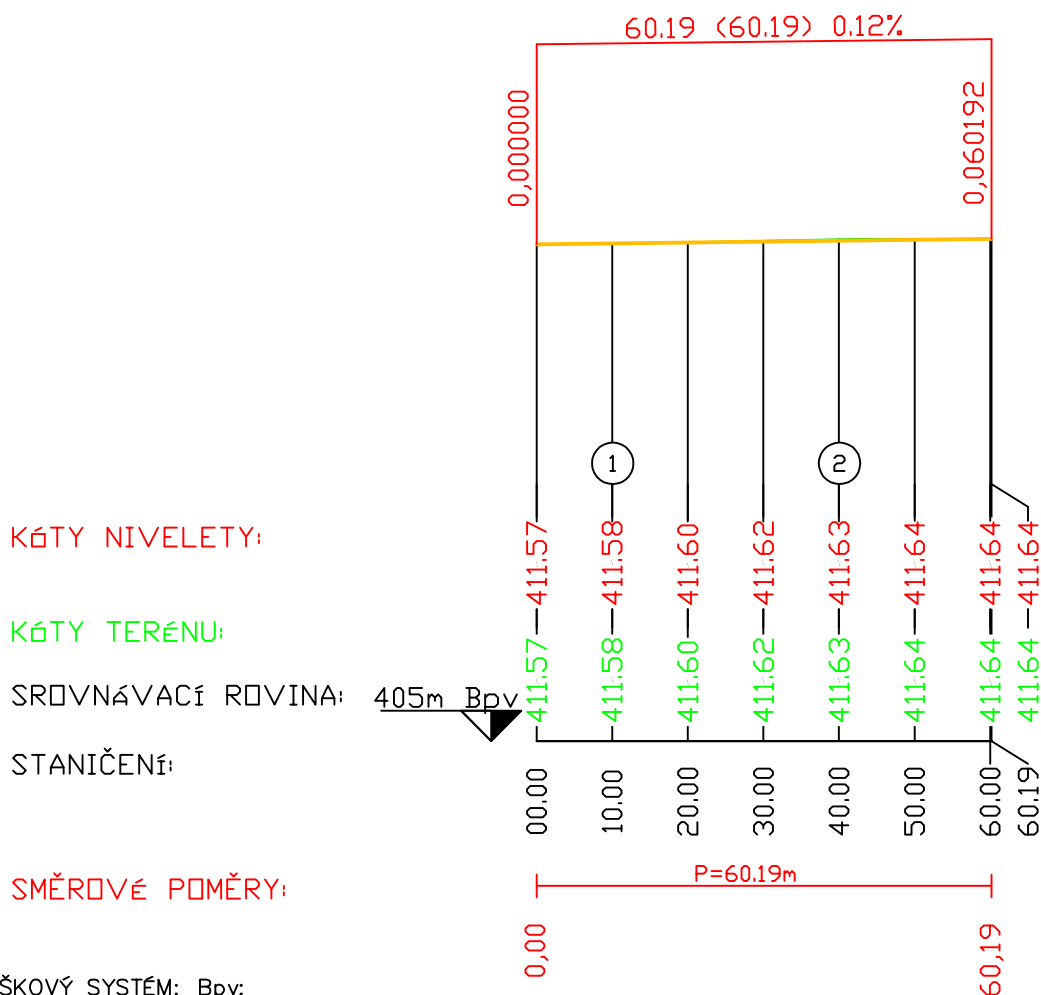 60.19 (60.19) 0.12%
0,000000
0,060192
1
2
KóTY NIVELETY:
411.57 411.58 411.60 411.62 411.63 411.64 411.64 411.64
KóTY TERéNU:
411.57 411.58 411.60 411.62 411.63 411.64 411.64 411.64
SROVNáVACí ROVINA: 405m Bpv
STANIČENí:
00.00 10.00 20.00 30.00 40.00 50.00 60.00 60.19
SMĚROVé POMĚRY:
P=60.19m
0,00
60,19
ŠKOVÝ SYSTÉM: Bpv: